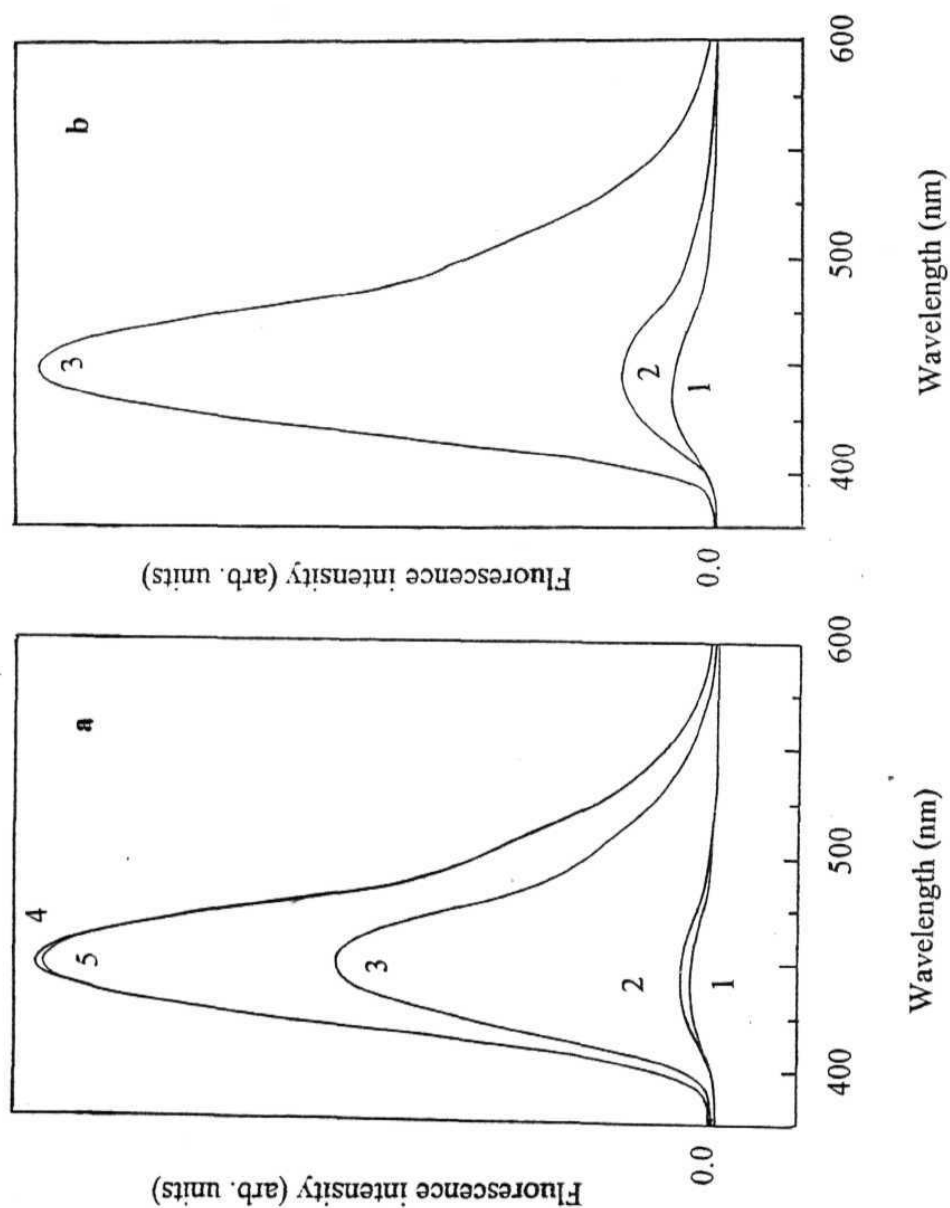 a
4
5
3
2
1
Fluorescence intensity (arb. units)
0.0
400
500
600
Wavelength (nm)
b
3
2
1
Fluorescence intensity (arb. units)
0.0
400
500
600
Wavelength (nm)